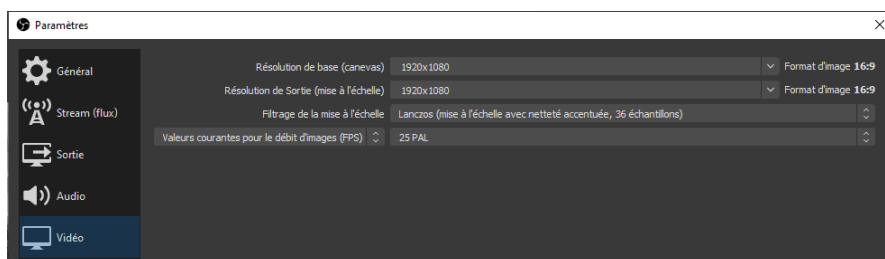 Paramètres
Général
Stream (flux)
Sortie
Audio
Vidéo
Résolution de base (canevas) 1920x1080 Format d'image 16:9
Résolution de Sortie (mise à l'échelle) 1920x1080 Format d'image 16:9
Filtrage de la mise à l'échelle Lanczos (mise à l'échelle avec netteté accentuée, 36 échantillons)
Valeurs courantes pour le débit d'images (FPS) 25 PAL